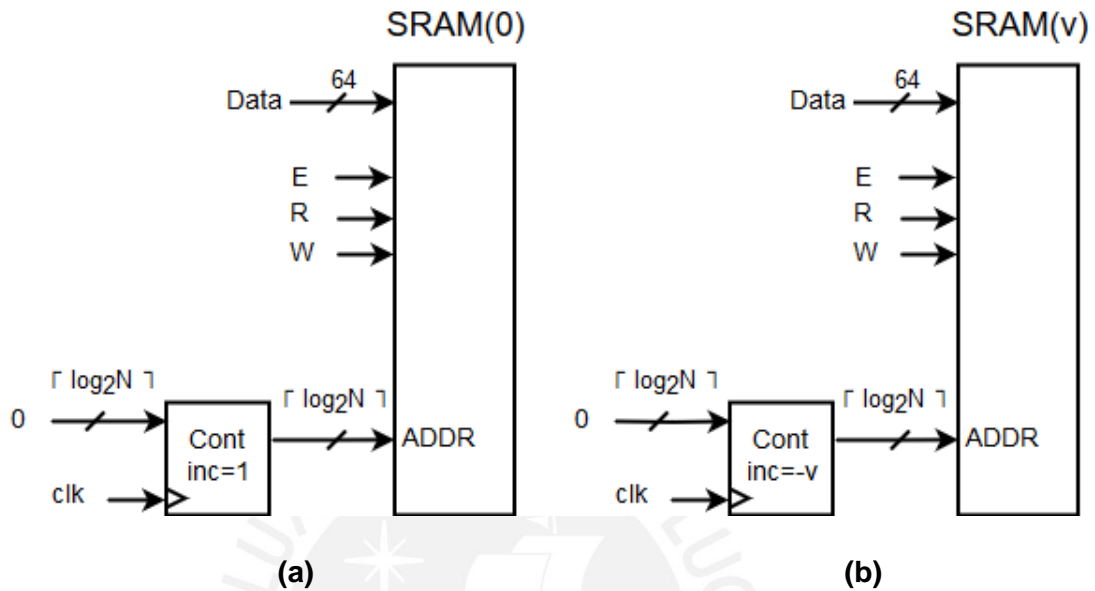 SRAM(0)
Data
64
E
R
W
⌈ log2N ⌉
⌈ log2N ⌉
0
Cont
inc=1
ADDR
clk
(a)
SRAM(v)
Data
64
E
R
W
⌈ log2N ⌉
⌈ log2N ⌉
0
Cont
inc=-v
ADDR
clk
(b)